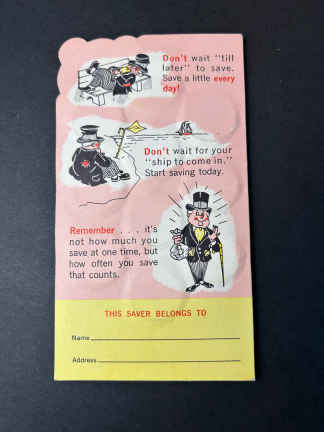 Don't wait "till
later" to save.
Save a little every
day!
Don't wait for your
"ship to come in."
Start saving today.
Remember . . . it's
not how much you
save at one time, but
how often you save
that counts.
THIS SAVER BELONGS TO
Name
Address